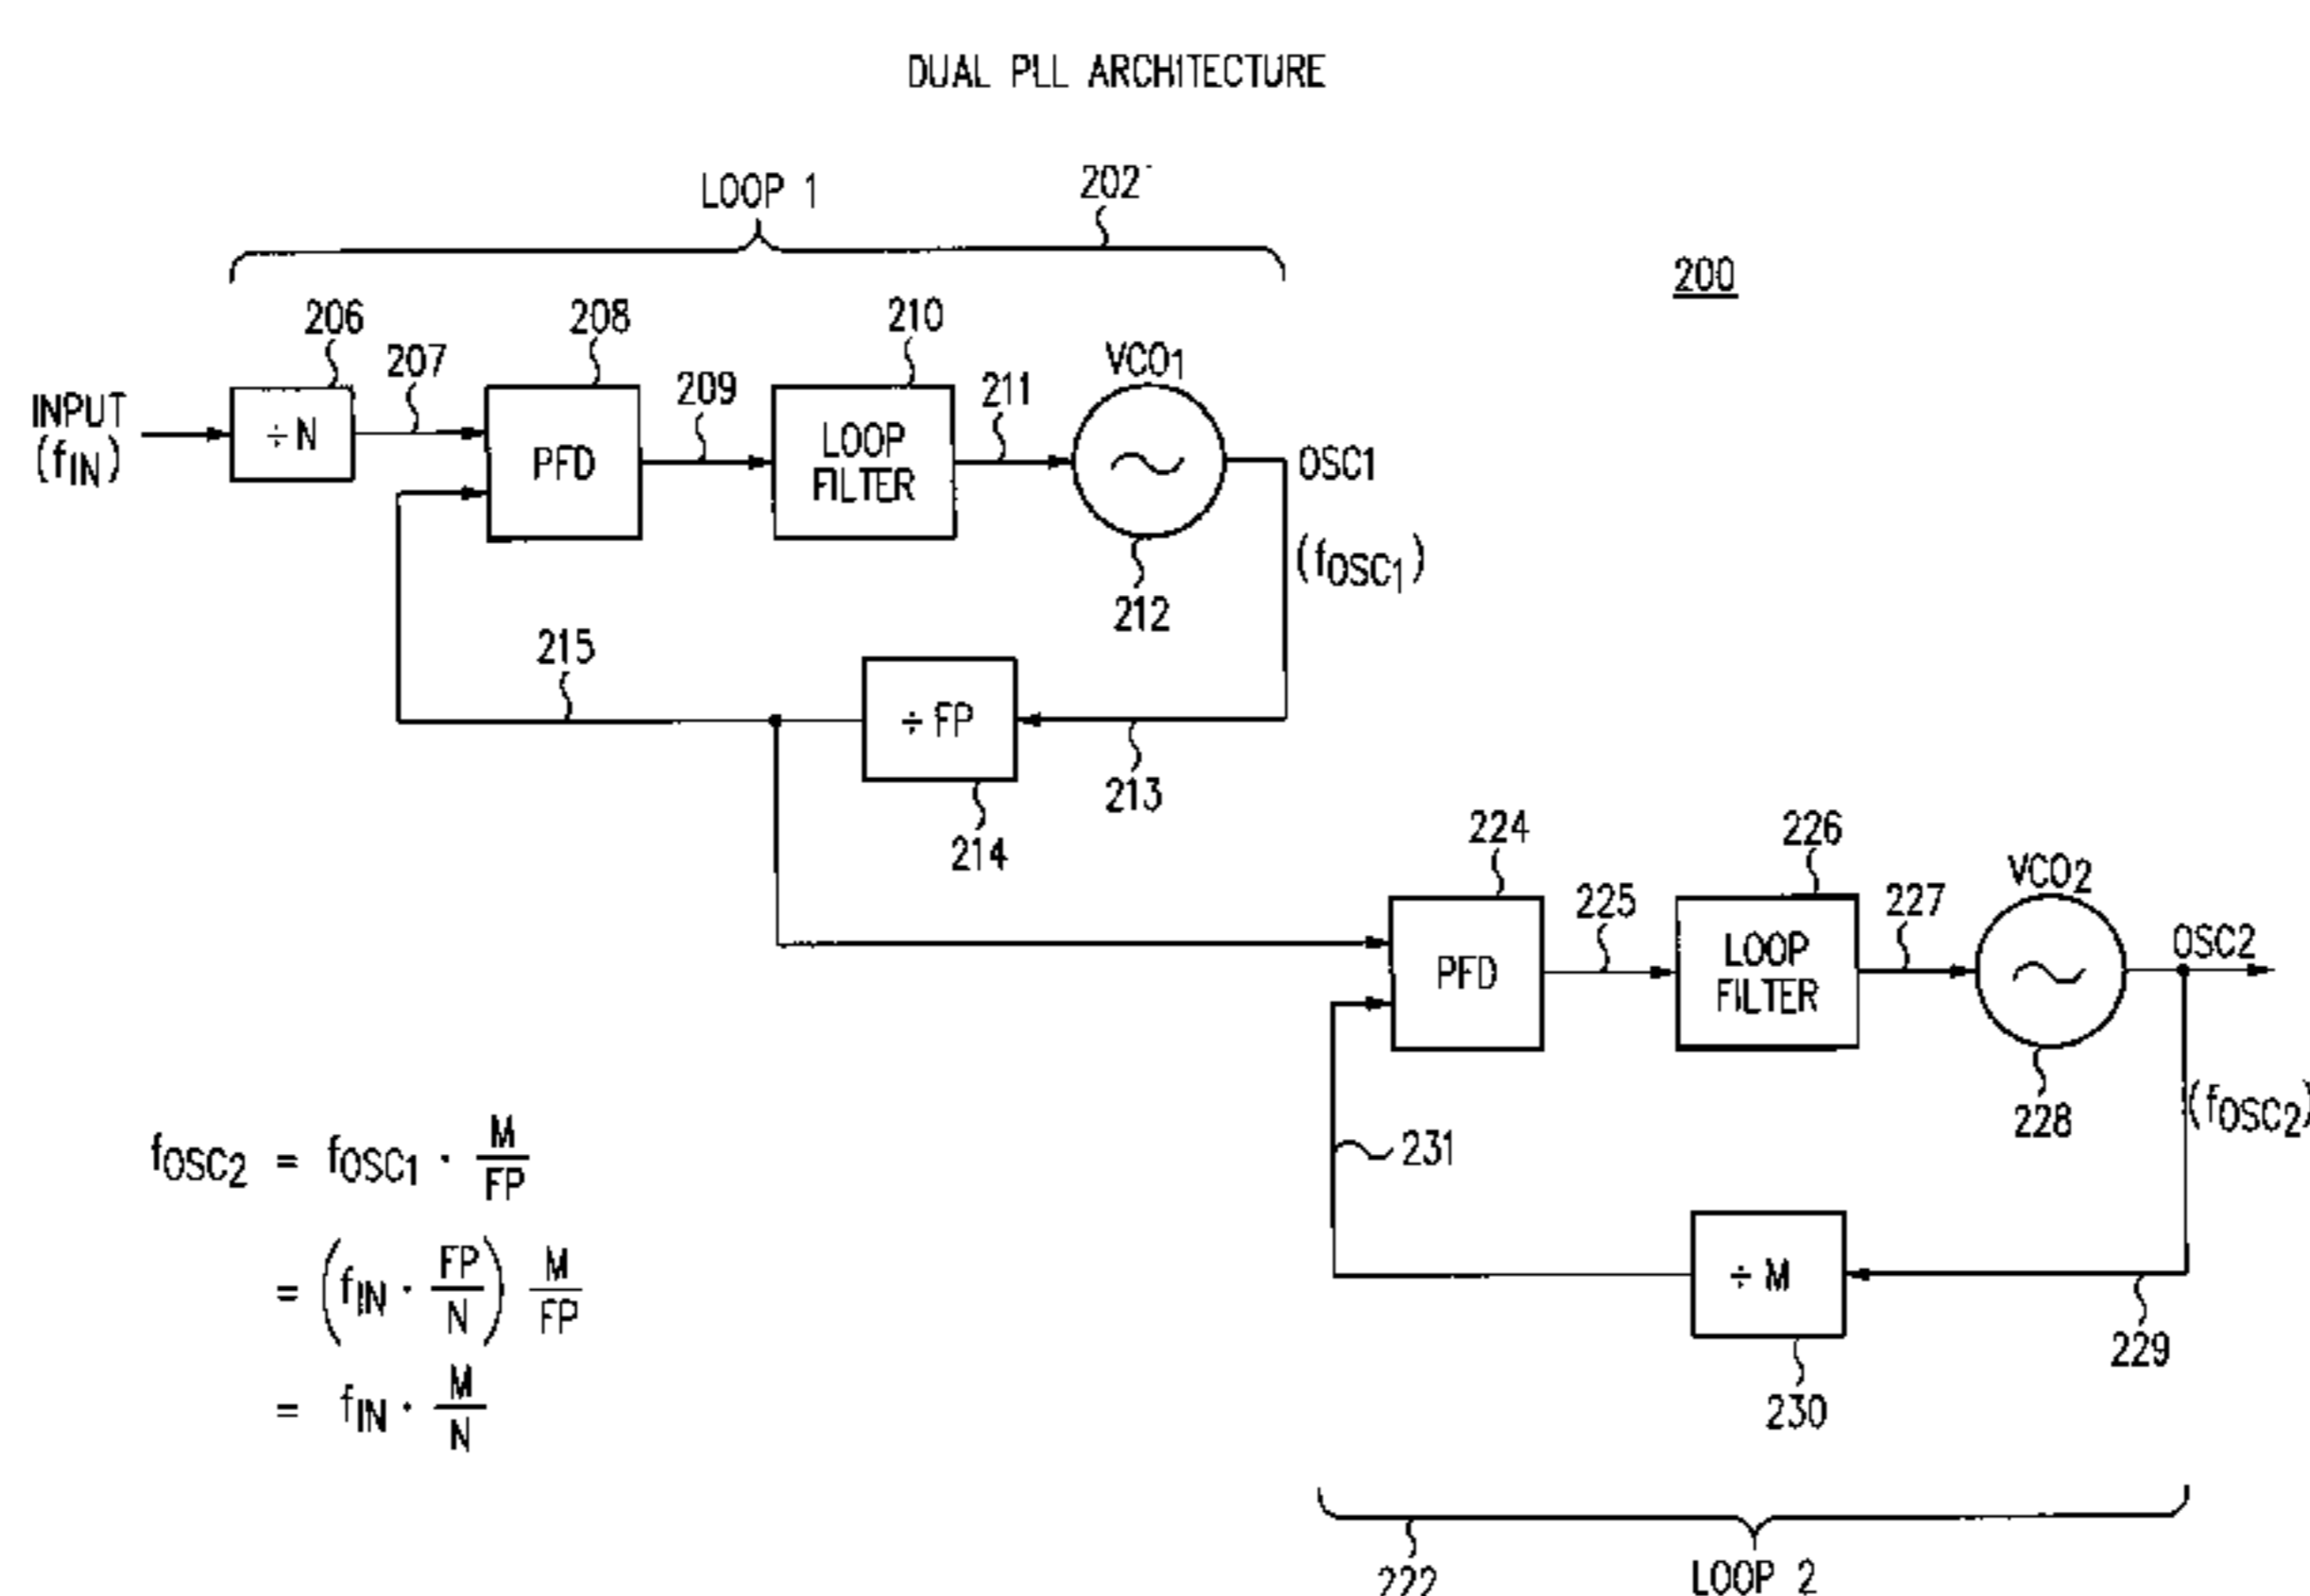 DUAL PLL ARCHITECTURE
LOOP 1
202
200
206
207
208
209
210
211
VCO1
INPUT
(fIN)
÷ N
PFD
LOOP
FILTER
OSC1
(fOSC1)
212
215
÷ FP
213
214
224
225
226
227
VCO2
PFD
LOOP
FILTER
OSC2
228
(fOSC2)
231
÷ M
229
230
fOSC2 = fOSC1 · M/FP
= (fIN · FP/N) M/FP
= fIN · M/N
222
LOOP 2